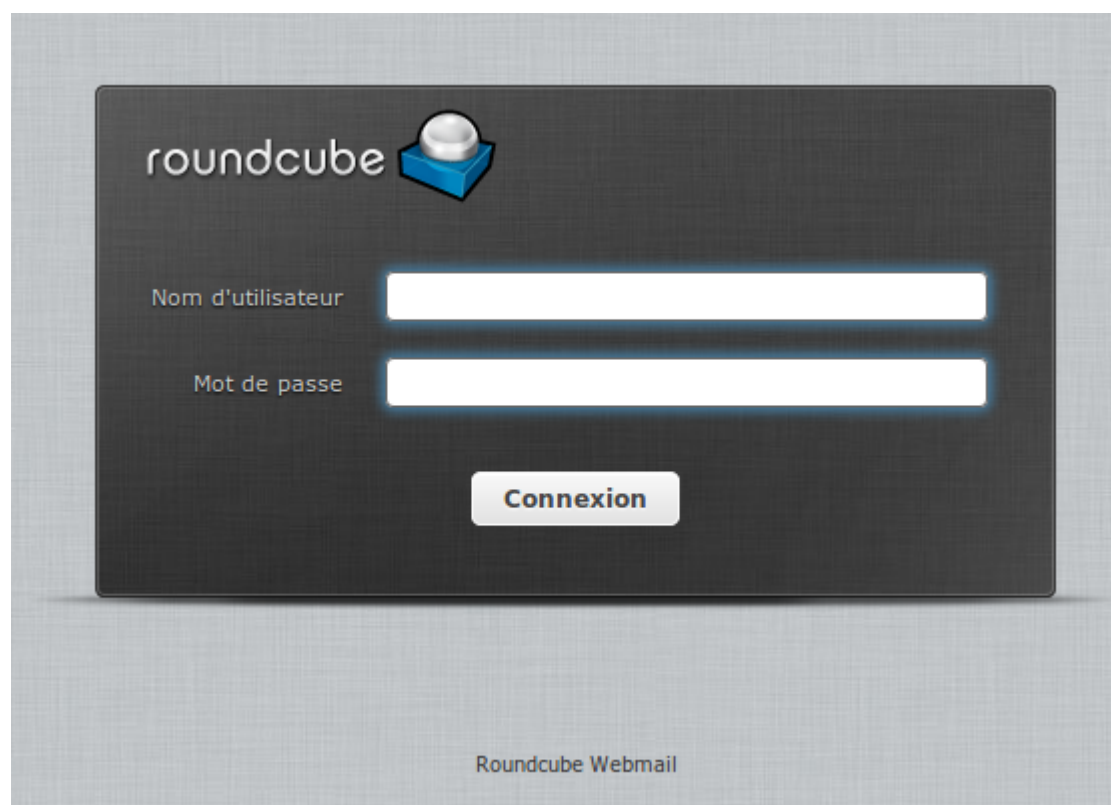 roundcube
Nom d'utilisateur
Mot de passe
Connexion
Roundcube Webmail